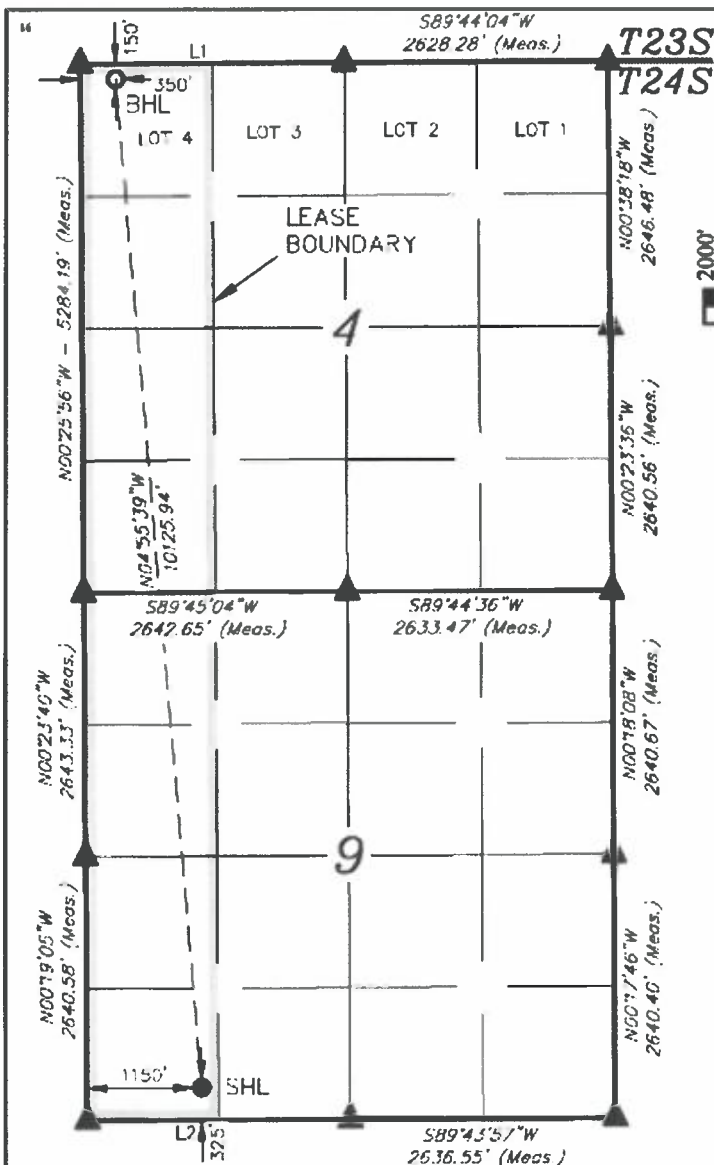 S89°44'04"W
2628.28' (Meas.)
T23S
T24S
150'
L1
350'
BHL
LOT 4
LOT 3
LOT 2
LOT 1
LEASE
BOUNDARY
N00°38'18"W
2646.48' (Meas.)
2000'
N00°25'56"W - 5284.19' (Meas.)
4
N00°23'36"W
2640.56' (Meas.)
N04°55'39"W
10125.94'
S89°45'04"W
2642.65' (Meas.)
S89°44'36"W
2633.47' (Meas.)
N00°23'40"W
2643.33' (Meas.)
N00°18'08"W
2640.67' (Meas.)
9
N00°19'05"W
2640.58' (Meas.)
N00°17'46"W
2640.40' (Meas.)
1150'
SHL
L2
325'
S89°43'57"W
2636.55' (Meas.)